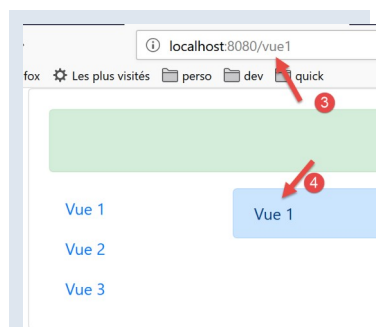 localhost:8080/vue1
fox Les plus visités perso dev quick
3
4
Vue 1 Vue 1
Vue 2
Vue 3